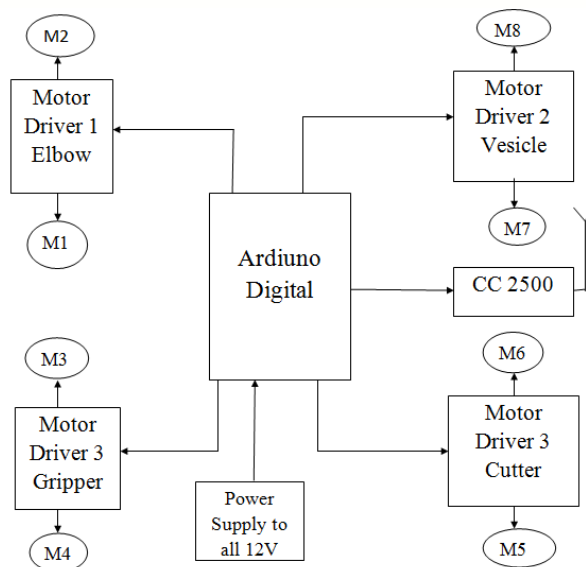 M2
M8
Motor
Driver 1
Elbow
Motor
Driver 2
Vesicle
M1
M7
Ardiuno
Digital
CC 2500
M3
M6
Motor
Driver 3
Gripper
Motor
Driver 3
Cutter
Power
Supply to
all 12V
M4
M5